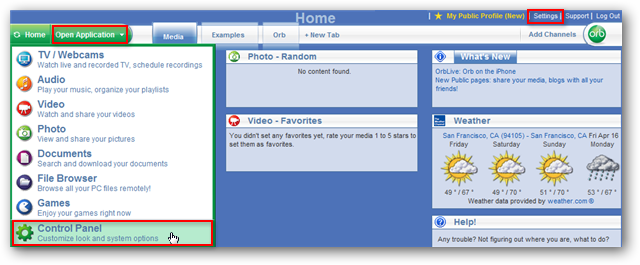 Home
| ★ My Public Profile (New) | Settings | Support | Log Out
Home Open Application ▼ Media Examples Orb + New Tab Add Channels orb
TV / Webcams
Watch live and recorded TV, schedule recordings
Audio
Play your music, organize your playlists
Video
Watch and share your videos
Photo
View and share your pictures
Documents
Search and download your documents
File Browser
Browse all your PC files remotely!
Games
Enjoy your games right now
Control Panel
Customize look and system options
Photo - Random
No content found.
Video - Favorites
You didn't set any favorites yet, rate your media 1 to 5 stars to
set them as favorites.
What's New
OrbLive: Orb on the iPhone
New Public pages: share your media, blogs with all your
friends!
Weather
San Francisco, CA (94105) - San Francisco, CA Fri Apr 16
Friday Saturday Sunday Monday
49 ° / 67 ° 49 ° / 70 ° 51 ° / 70 ° 53 ° / 67 °
Weather data provided by weather.com ®
Help!
Any trouble? Not figuring out where you are, what to do?